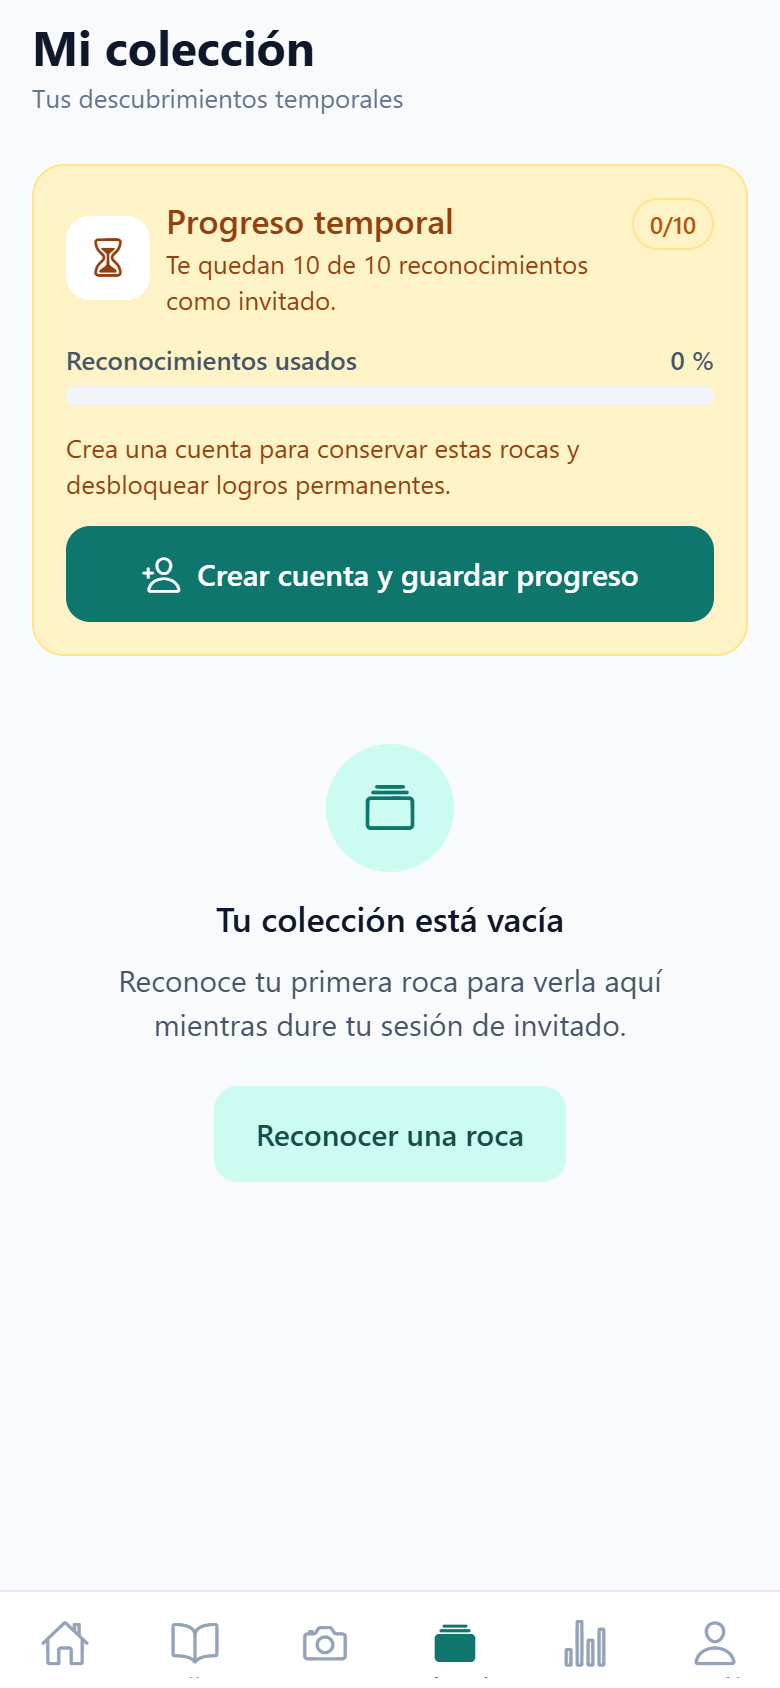 Mi colección
Tus descubrimientos temporales
Progreso temporal
0/10
Te quedan 10 de 10 reconocimientos
como invitado.
Reconocimientos usados
0 %
Crea una cuenta para conservar estas rocas y
desbloquear logros permanentes.
Crear cuenta y guardar progreso
Tu colección está vacía
Reconoce tu primera roca para verla aquí
mientras dure tu sesión de invitado.
Reconocer una roca